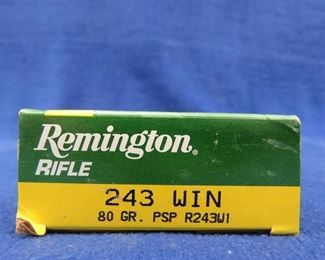 Remington®
RIFLE
243 WIN
80 GR. PSP R243W1